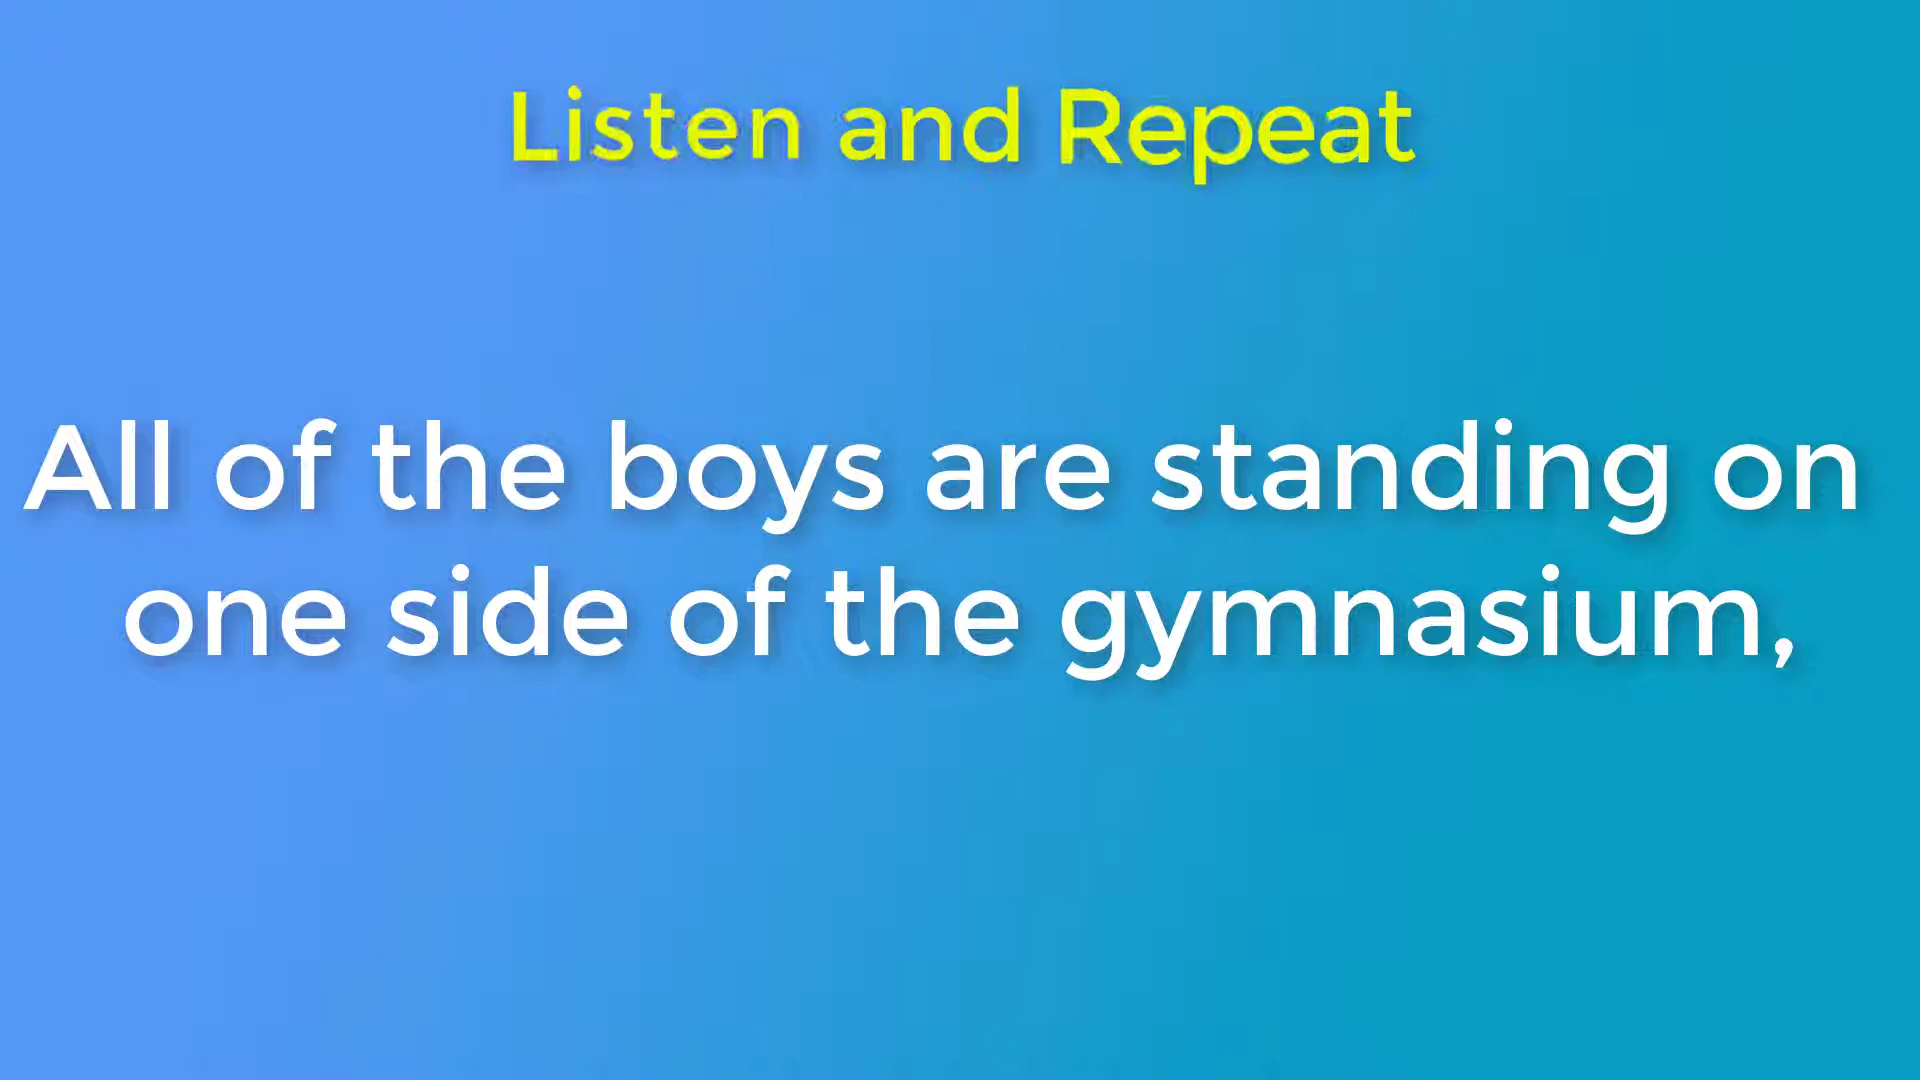 Listen and Repeat
All of the boys are standing on
one side of the gymnasium,